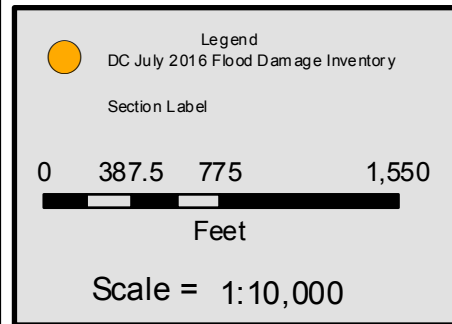 Legend
DC July 2016 Flood Damage Inventory
Section Label
0 387.5 775 1,550
Feet
Scale = 1:10,000